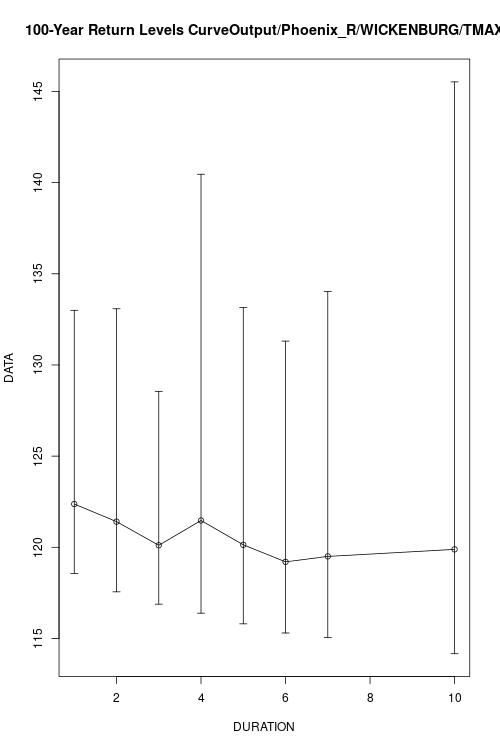 100-Year Return Levels CurveOutput/Phoenix_R/WICKENBURG/TMAX
145
140
135
130
125
120
115
DATA
2 4 6 8 10
DURATION